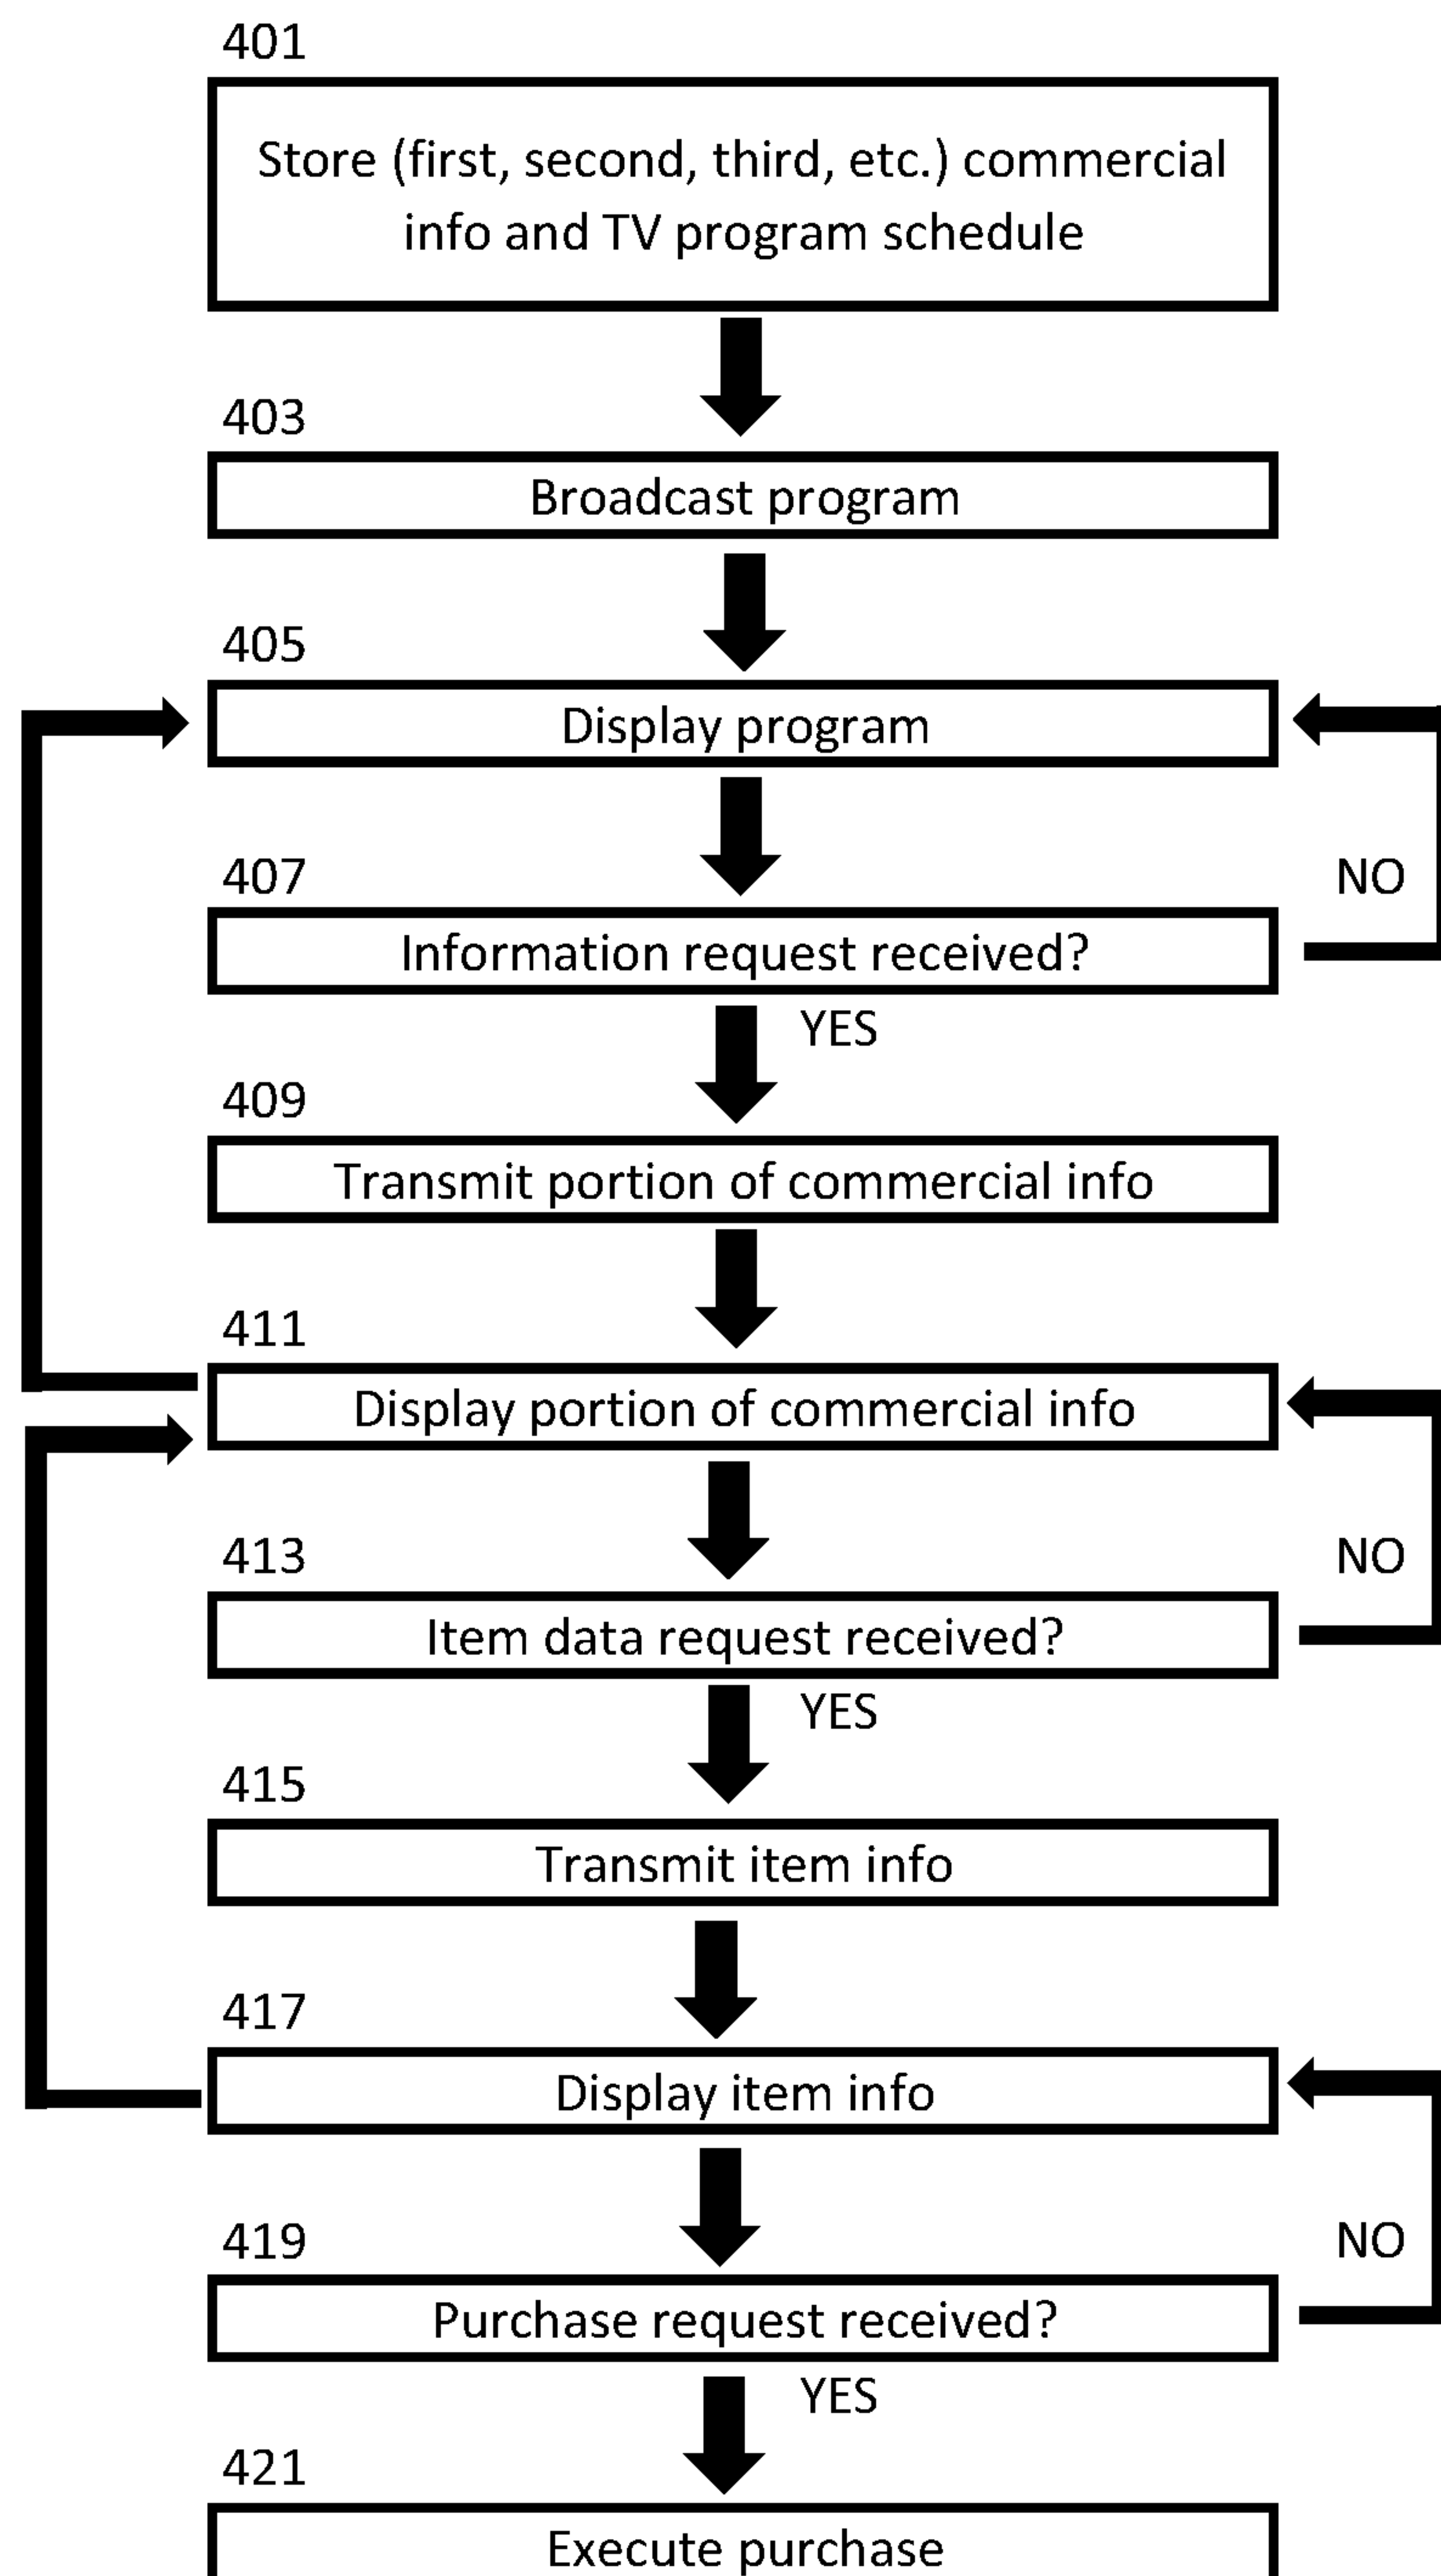 401
Store (first, second, third, etc.) commercial
info and TV program schedule
403
Broadcast program
405
Display program
407
NO
Information request received?
YES
409
Transmit portion of commercial info
411
Display portion of commercial info
413
NO
Item data request received?
YES
415
Transmit item info
417
Display item info
419
NO
Purchase request received?
YES
421
Execute purchase